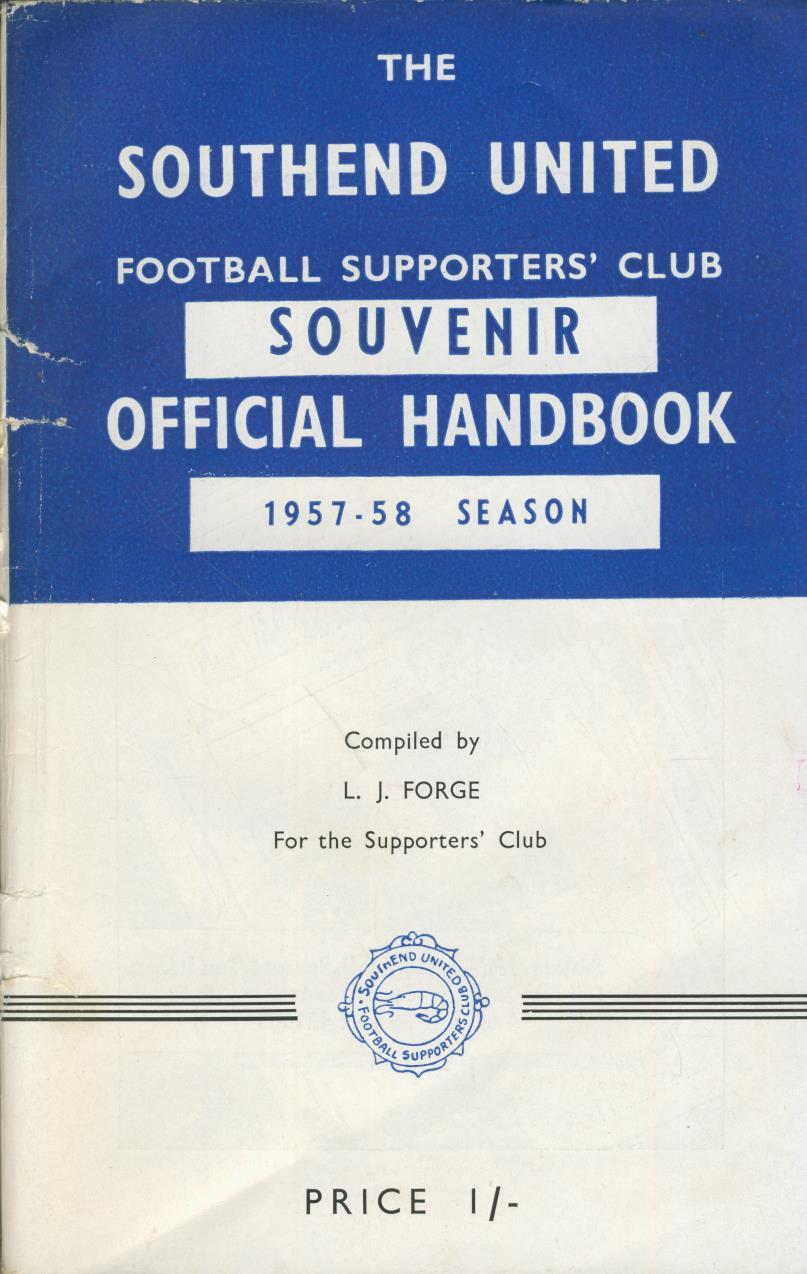 THE
SOUTHEND UNITED
FOOTBALL SUPPORTERS' CLUB
SOUVENIR
OFFICIAL HANDBOOK
1957-58 SEASON
Compiled by
L. J. FORGE
For the Supporters' Club
SOUTHEND UNITED
FOOTBALL SUPPORTERS CLUB
PRICE 1/-